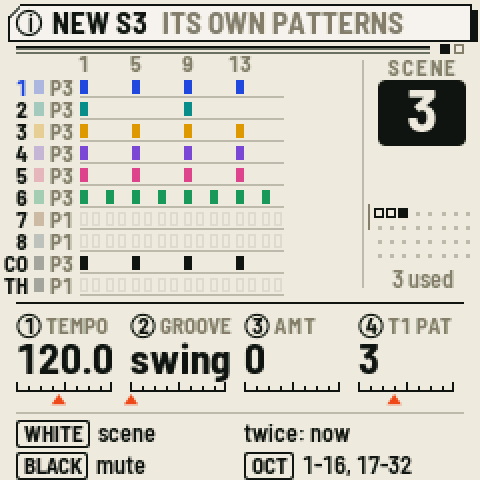 i NEW S3 ITS OWN PATTERNS
1 5 9 13 SCENE
1 P3
2 P3
3 P3
4 P3
5 P3
6 P3
7 P1
8 P1
CO P3
TH P1
3
3 used
1 TEMPO 2 GROOVE 3 AMT 4 T1 PAT
120.0 swing 0 3
WHITE scene twice: now
BLACK mute OCT 1-16, 17-32